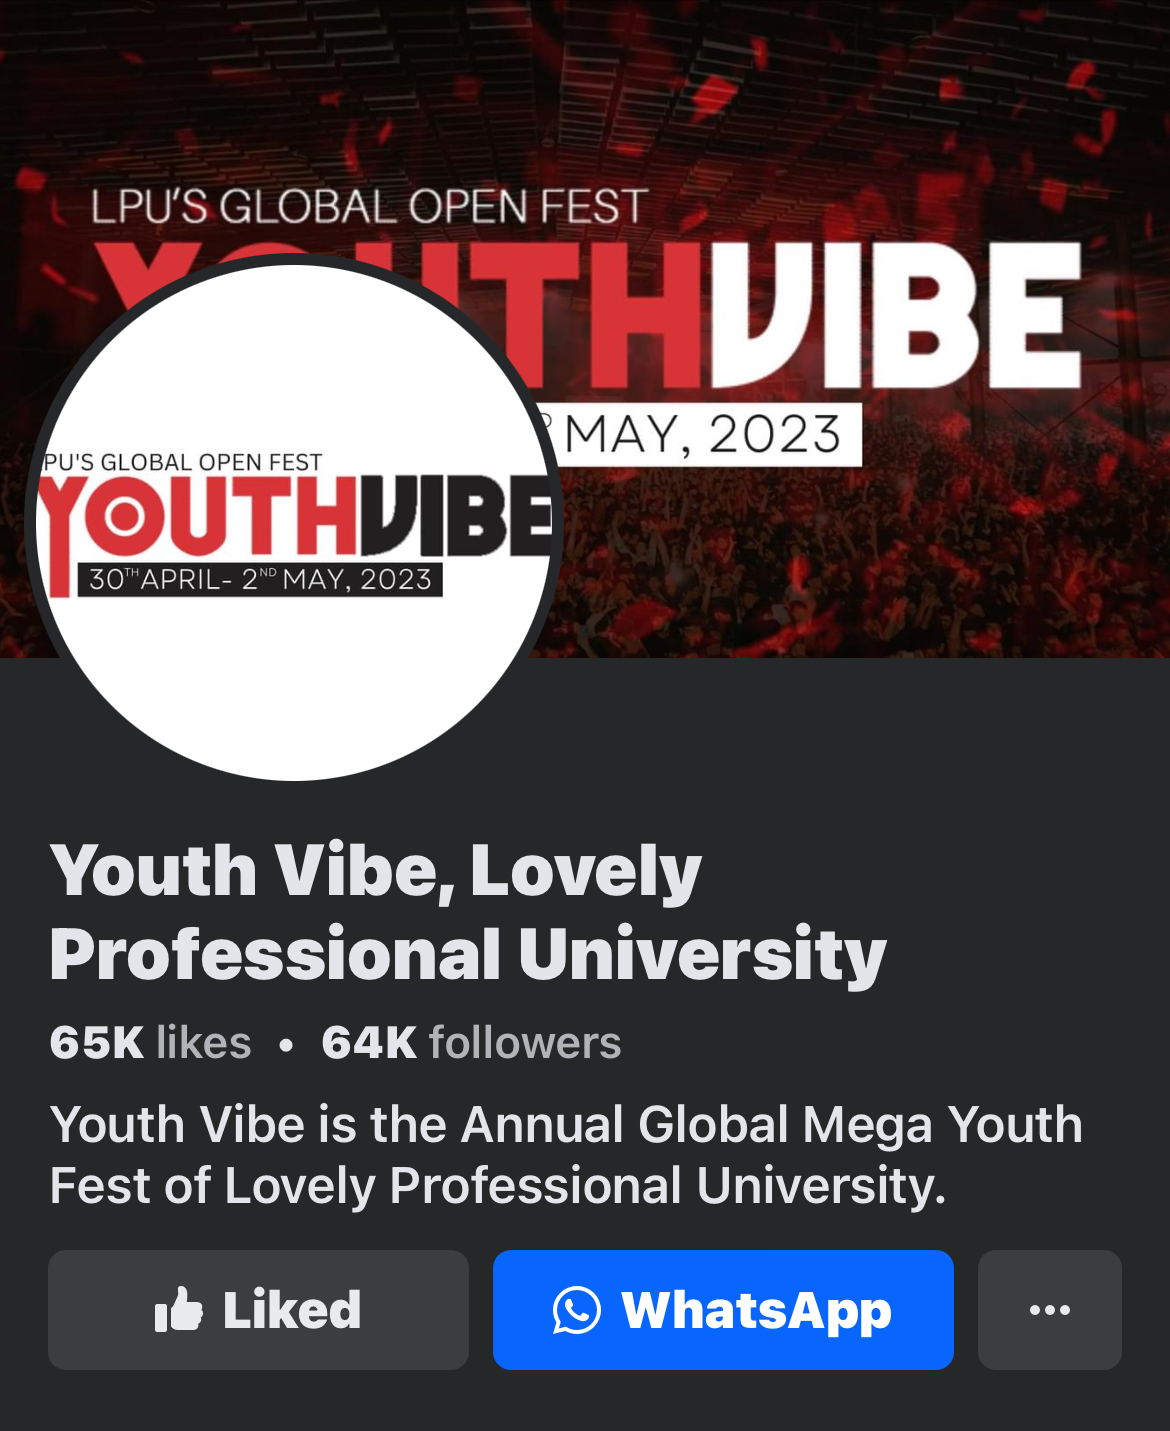 LPU'S GLOBAL OPEN FEST
THVIBE
MAY, 2023
PU'S GLOBAL OPEN FEST
YOUTHVIBE
30TH APRIL- 2ND MAY, 2023
Youth Vibe, Lovely
Professional University
65K likes • 64K followers
Youth Vibe is the Annual Global Mega Youth
Fest of Lovely Professional University.
Liked
WhatsApp